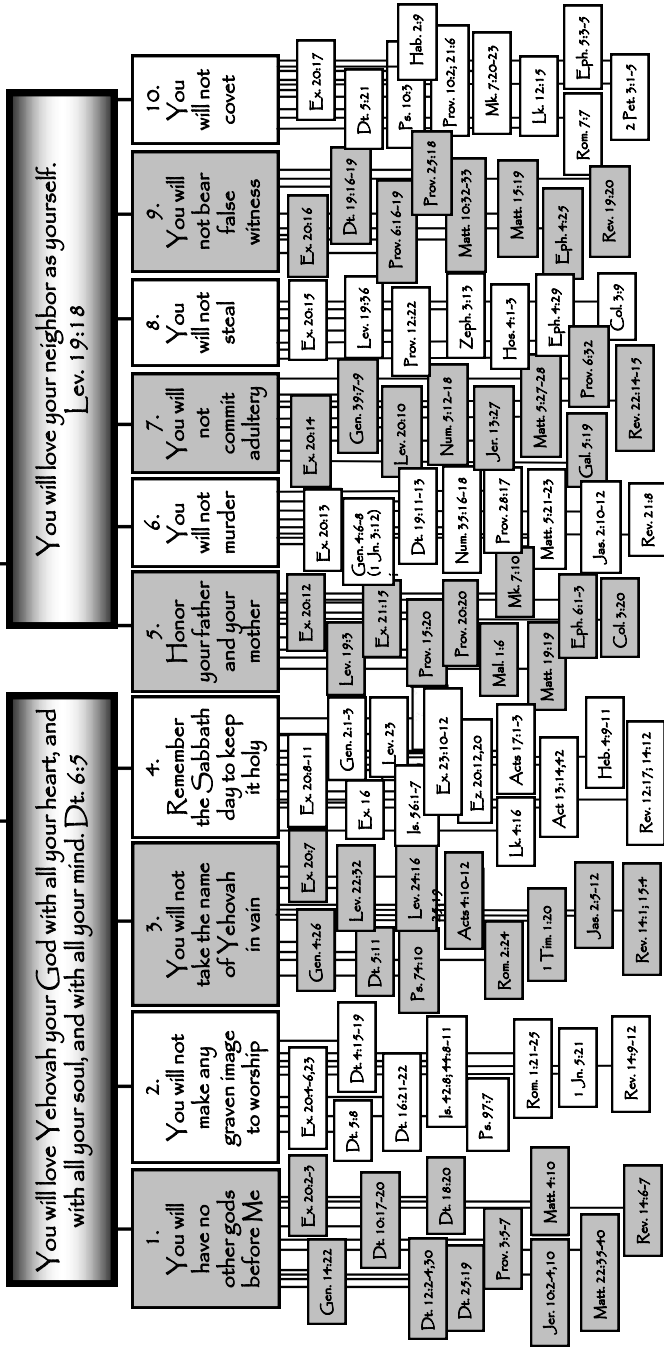 You will love Yehovah your God with all your heart, and
with all your soul, and with all your mind. Dt. 6:5
You will love your neighbor as yourself.
Lev. 19:18
1.
You will
have no
other gods
before Me
Ex. 20:2-3
Gen. 14:22
Dt. 10:17-20
Dt. 12:2-4,30
Dt. 18:20
Dt. 25:19
Prov. 3:5-7
Jer. 10:2-4,10
Matt. 4:10
Matt. 22:35-40
Rev. 14:6-7
2.
You will not
make any
graven image
to worship
Ex. 20:4-6,23
Dt. 4:15-19
Dt. 5:8
Dt. 16:21-22
Is. 42:8; 44:8-11
Ps. 97:7
Rom. 1:21-25
1 Jn. 5:21
Rev. 14:9-12
3.
You will not
take the name
of Yehovah
in vain
Ex. 20:7
Gen. 4:26
Lev. 22:32
Dt. 5:11
Lev. 24:16
Ps. 74:10
Acts 4:10-12
Rom. 2:24
1 Tim. 1:20
Jas. 2:5-12
Rev. 14:1; 15:4
4.
Remember
the Sabbath
day to keep
it holy
Ex. 20:8-11
Gen. 2:1-3
Ex. 16
Lev. 23
Is. 56:1-7
Ex. 23:10-12
Ez. 20:12,20
Lk. 4:16
Acts 17:1-3
Act 13:14,42
Heb. 4:9-11
Rev. 12:17; 14:12
5.
Honor
your father
and your
mother
Ex. 20:12
Lev. 19:3
Ex. 21:15
Prov. 15:20
Prov. 20:20
Mal. 1:6
Mk. 7:10
Matt. 19:19
Eph. 6:1-3
Col. 3:20
6.
You
will not
murder
Ex. 20:13
Gen. 4:6-8
(1 Jn. 3:12)
Dt. 19:11-13
Num. 35:16-18
Prov. 28:17
Matt. 5:21-23
Jas. 2:10-12
Rev. 21:8
7.
You will
not
commit
adultery
Ex. 20:14
Gen. 39:7-9
Lev. 20:10
Num. 5:12-18
Jer. 13:27
Matt. 5:27-28
Gal. 5:19
Prov. 6:32
Rev. 22:14-15
8.
You
will not
steal
Ex. 20:15
Lev. 19:36
Prov. 12:22
Zeph. 3:13
Hos. 4:1-3
Eph. 4:29
Col. 3:9
9.
You will
not bear
false
witness
Ex. 20:16
Dt. 19:16-19
Prov. 6:16-19
Prov. 25:18
Matt. 10:32-33
Matt. 15:19
Eph. 4:25
Rev. 19:20
10.
You
will not
covet
Ex. 20:17
Dt. 5:21
Ps. 10:3
Hab. 2:9
Prov. 10:2; 21:6
Mk. 7:20-23
Lk. 12:15
Rom. 7:7
Eph. 5:3-5
2 Pet. 3:1-5